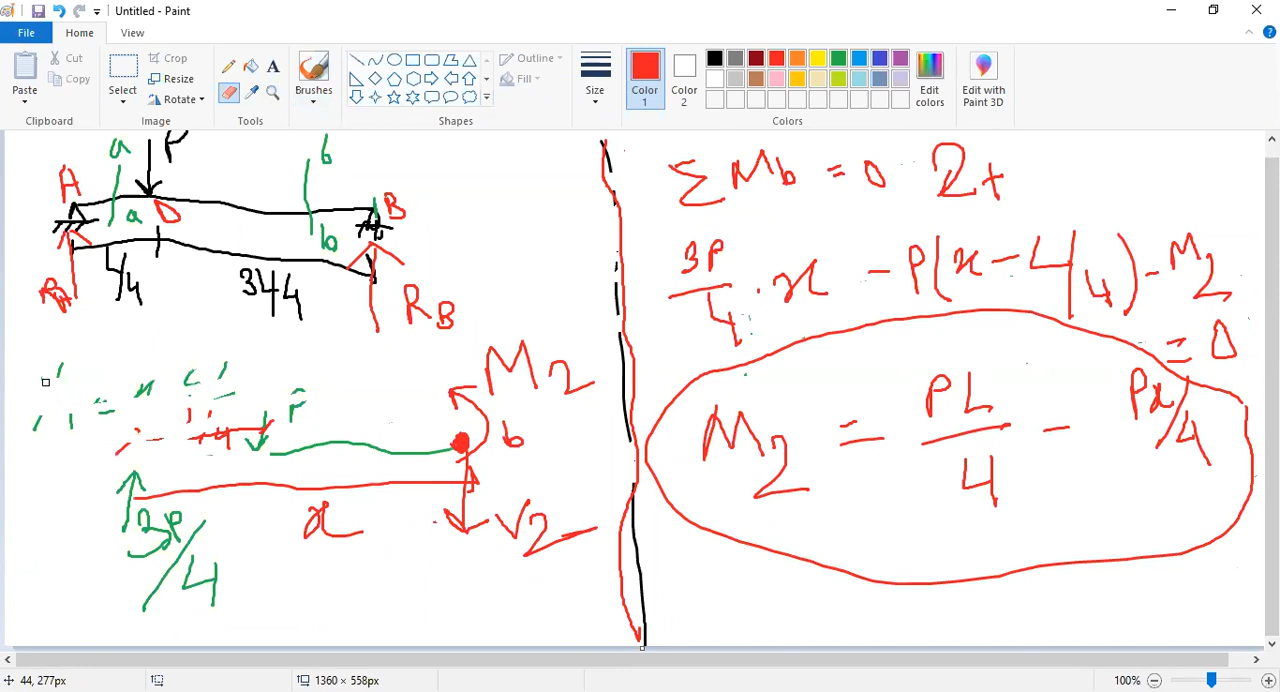 Untitled - Paint
File
Home
View
Paste
Cut
Copy
Clipboard
Select
Crop
Resize
Rotate
Image
A
Tools
Brushes
Shapes
Outline
Fill
Size
Color 1
Color 2
Edit colors
Edit with Paint 3D
Colors
a
P
b
A
a
D
b
B
RA
L/4
3L/4
RB
M2
P
b
x
V2
3P/4
Σ Mb = 0 2+
3P/4 . x - P(x - L/4) - M2 = 0
M2 = PL/4 - Px/4
44, 277px
1360 × 558px
100%